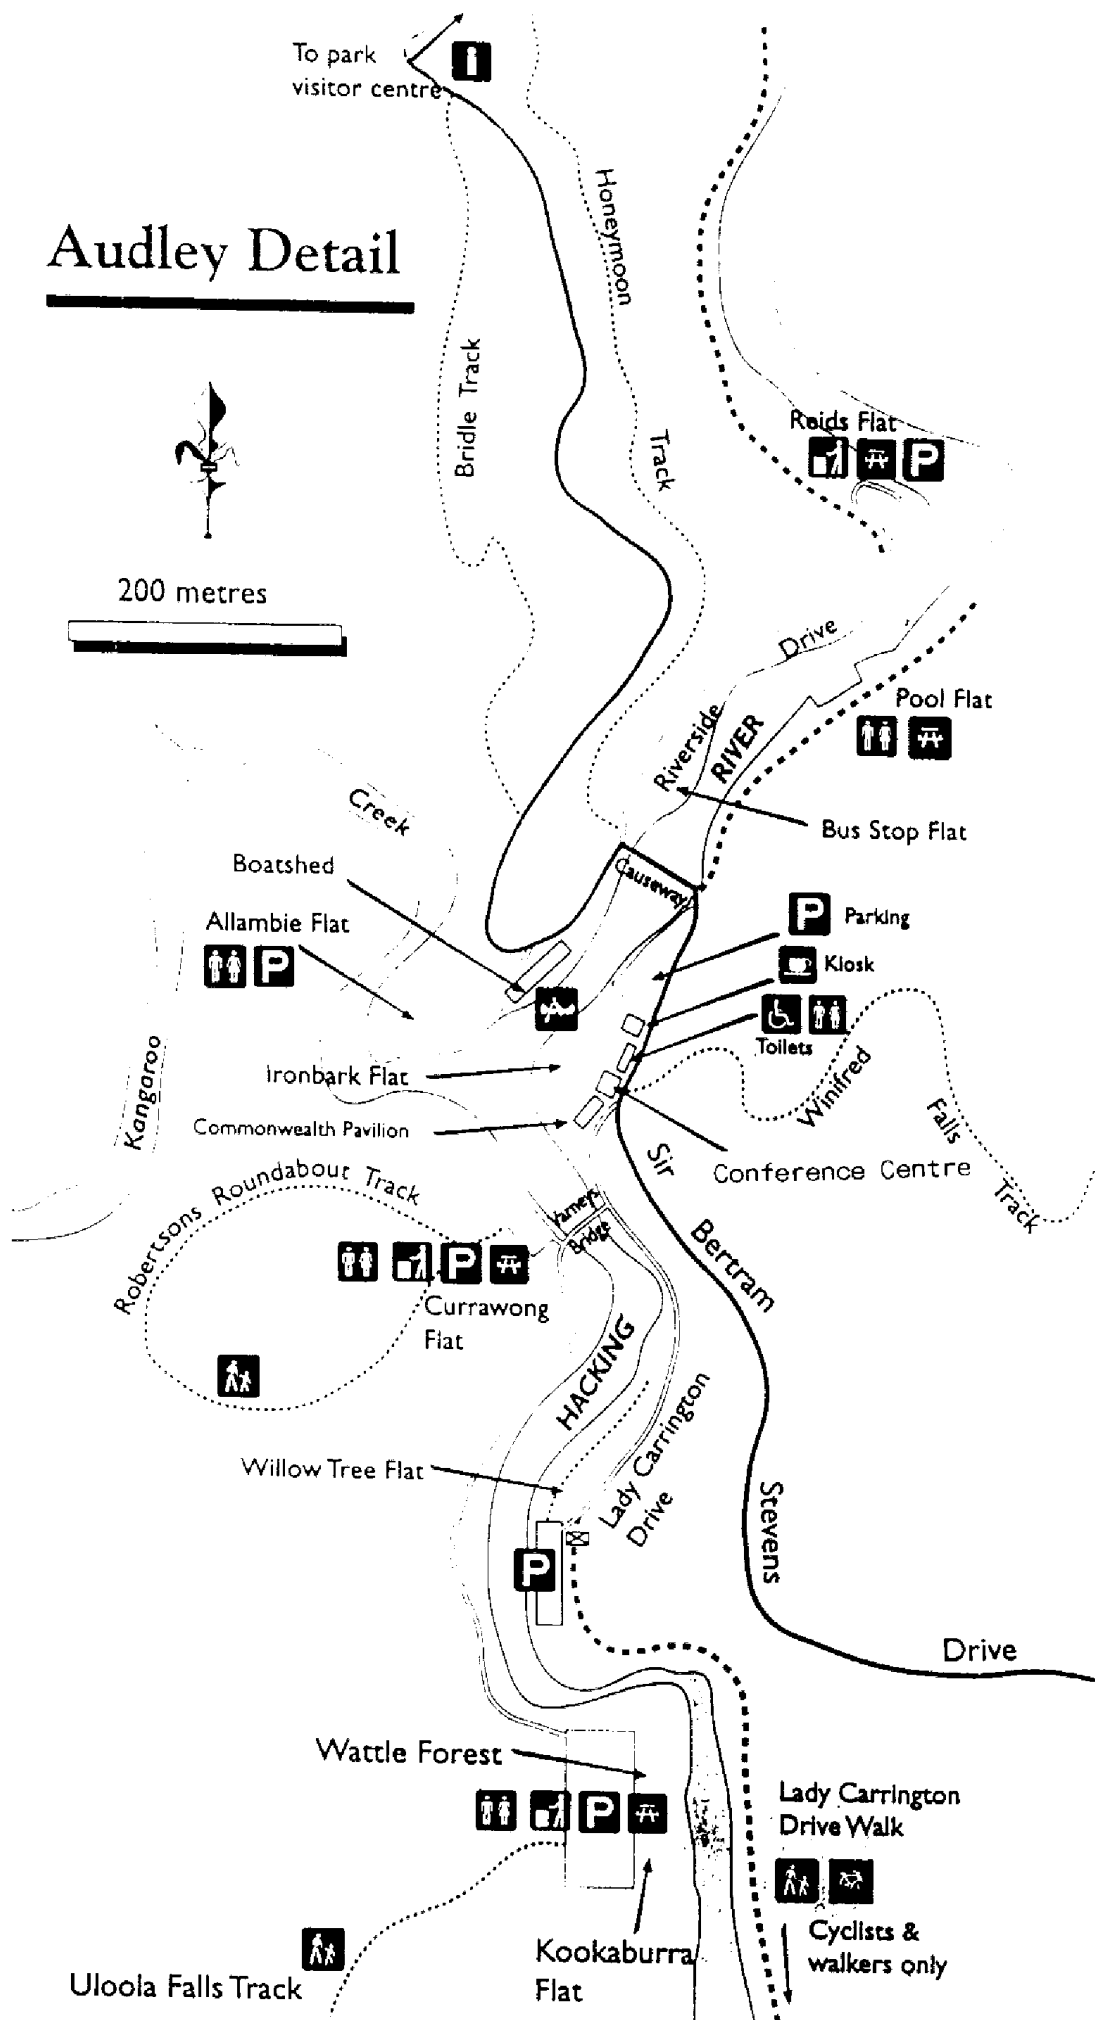 To park
visitor centre
Honeymoon
Track
Audley Detail
Bridle Track
Reids Flat
P
200 metres
Drive
Riverside
RIVER
Pool Flat
Creek
Bus Stop Flat
Boatshed
Causeway
Allambie Flat
P
P Parking
Kiosk
Toilets
Ironbark Flat
Kangaroo
Commonwealth Pavilion
Winifred
Falls
Track
Conference Centre
Sir
Bertram
Stevens
Drive
Robertsons Roundabout Track
Varneys
Bridge
P
Currawong
Flat
HACKING
Willow Tree Flat
Lady Carrington
Drive
P
Wattle Forest
P
Lady Carrington
Drive Walk
Cyclists &
walkers only
Kookaburra
Flat
Uloola Falls Track